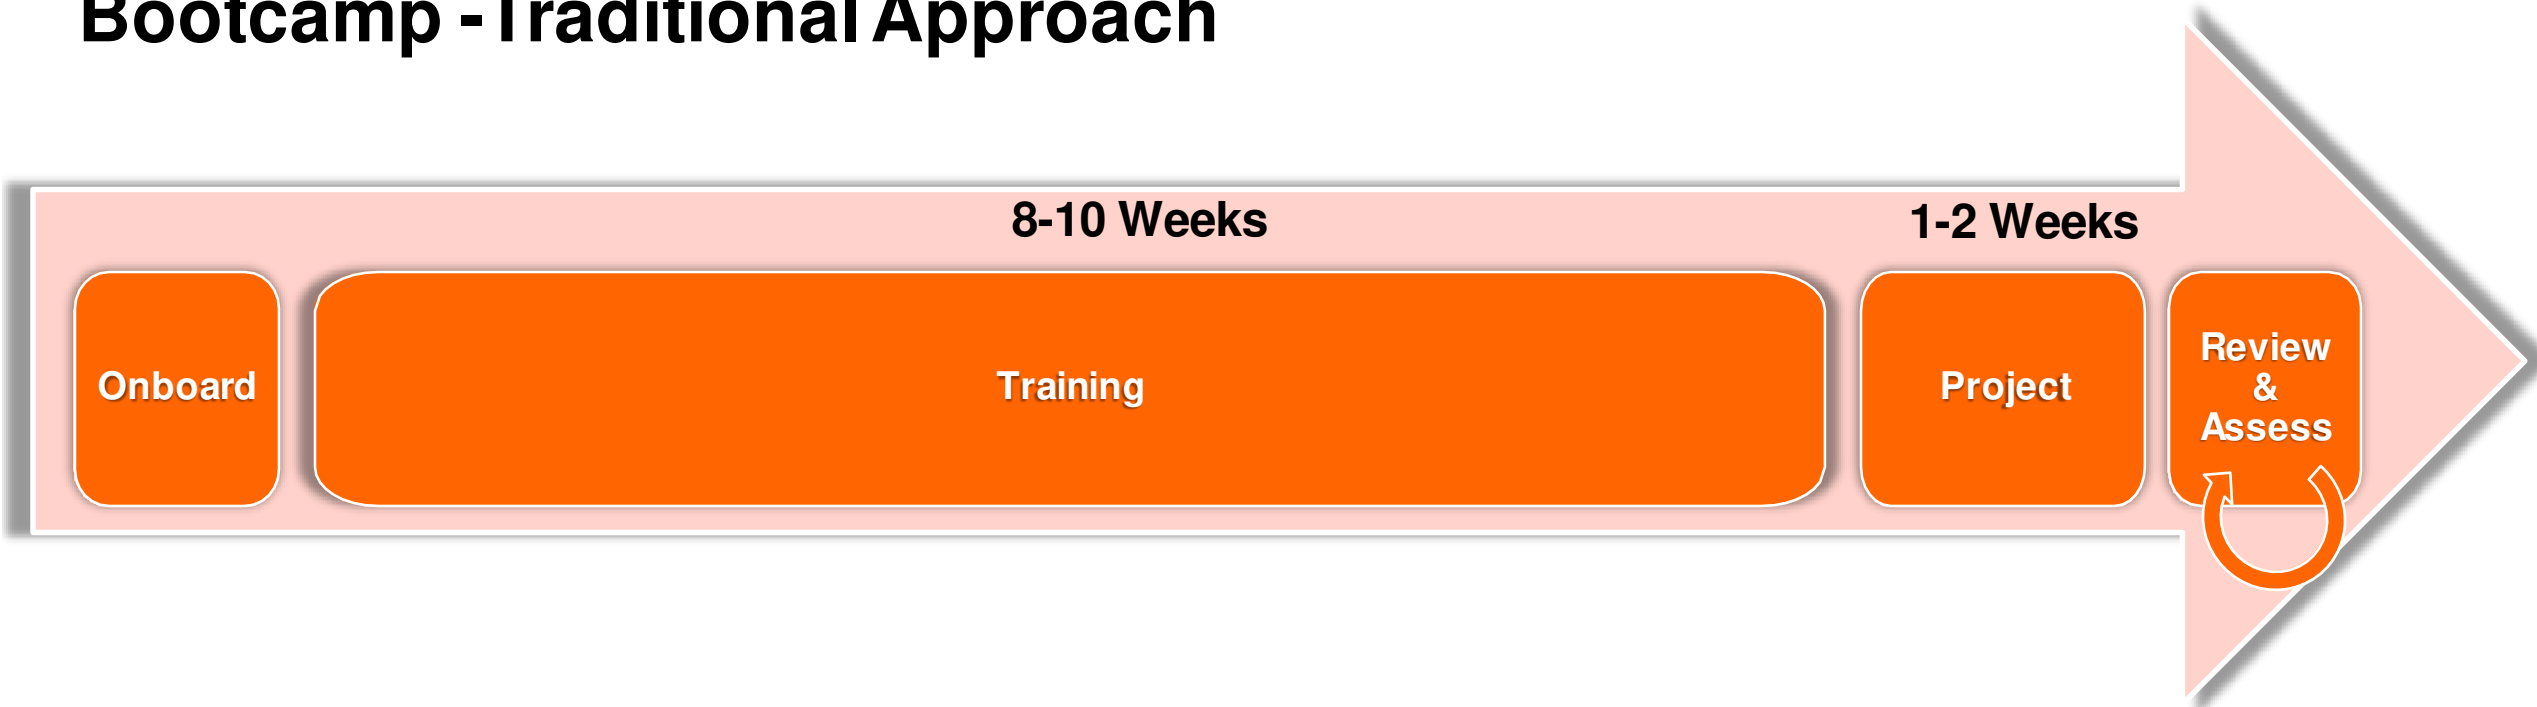 Bootcamp - Traditional Approach
8-10 Weeks
1-2 Weeks
Onboard
Training
Project
Review
&
Assess